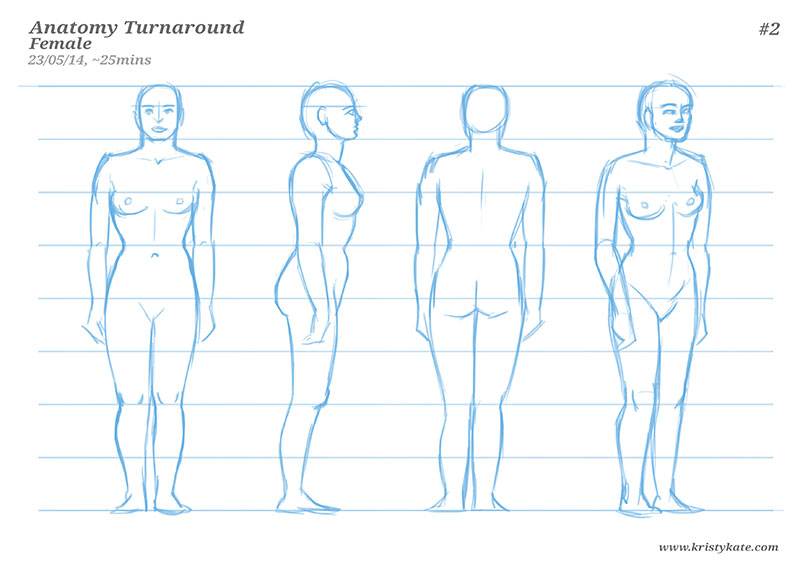 Anatomy Turnaround
#2
Female
23/05/14, ~25mins
www.kristykate.com